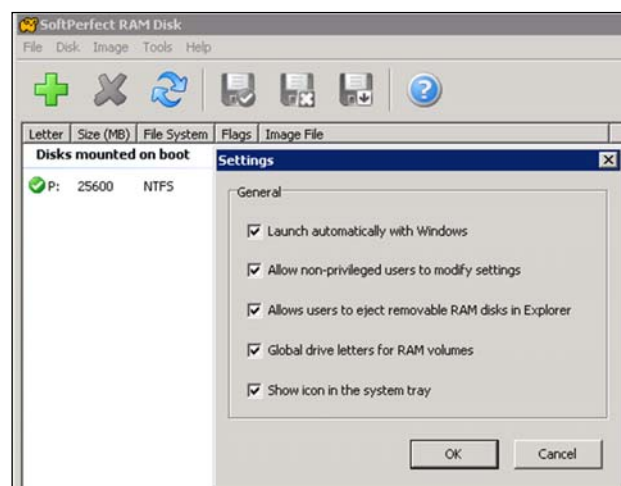 SoftPerfect RAM Disk
File Disk Image Tools Help
Letter Size (MB) File System Flags Image File
Disks mounted on boot
P: 25600 NTFS
Settings
General
Launch automatically with Windows
Allow non-privileged users to modify settings
Allows users to eject removable RAM disks in Explorer
Global drive letters for RAM volumes
Show icon in the system tray
OK Cancel